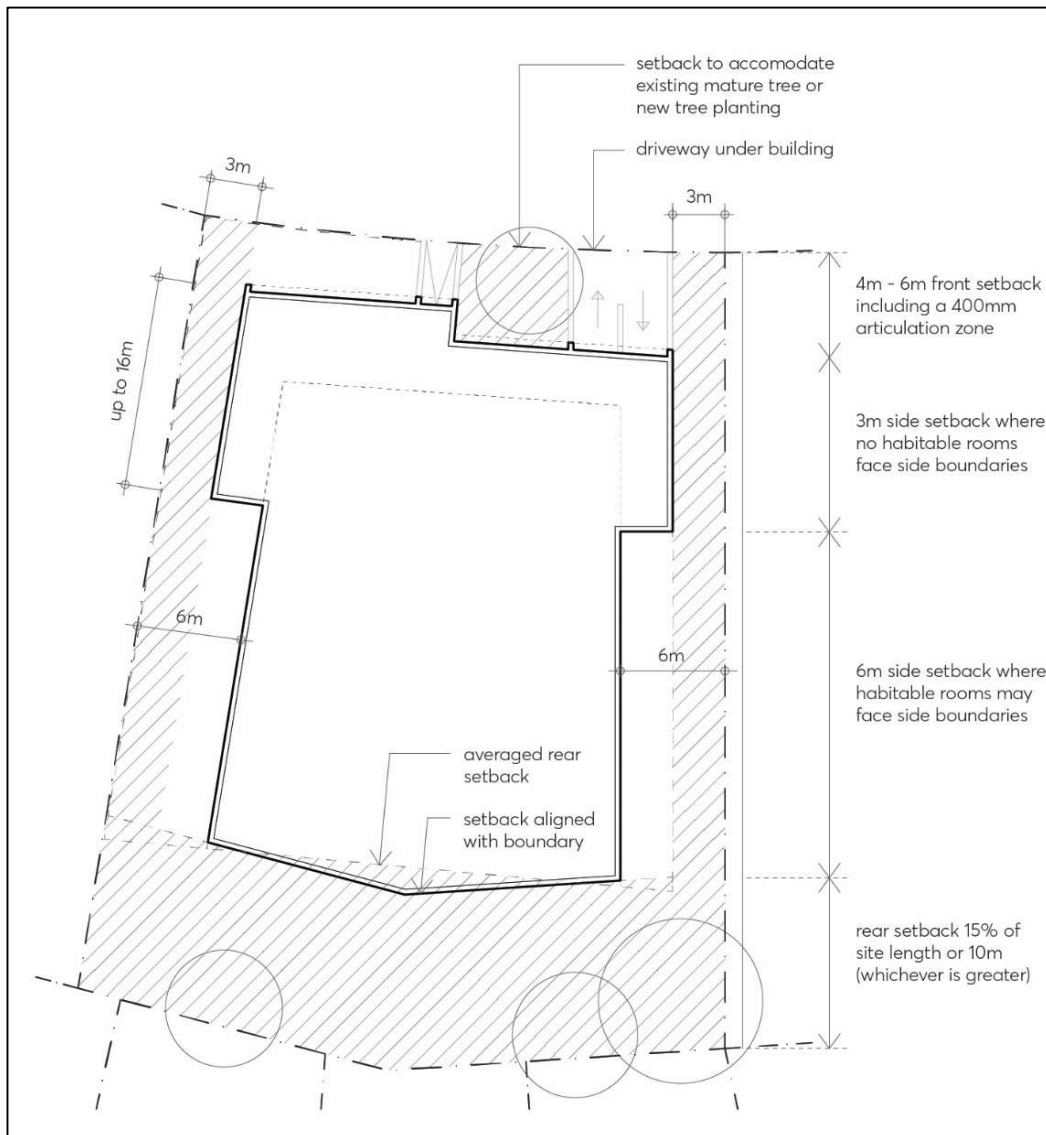 setback to accomodate
existing mature tree or
new tree planting
driveway under building
3m
3m
4m - 6m front setback
including a 400mm
articulation zone
up to 16m
3m side setback where
no habitable rooms
face side boundaries
6m
6m
6m side setback where
habitable rooms may
face side boundaries
averaged rear
setback
setback aligned
with boundary
rear setback 15% of
site length or 10m
(whichever is greater)